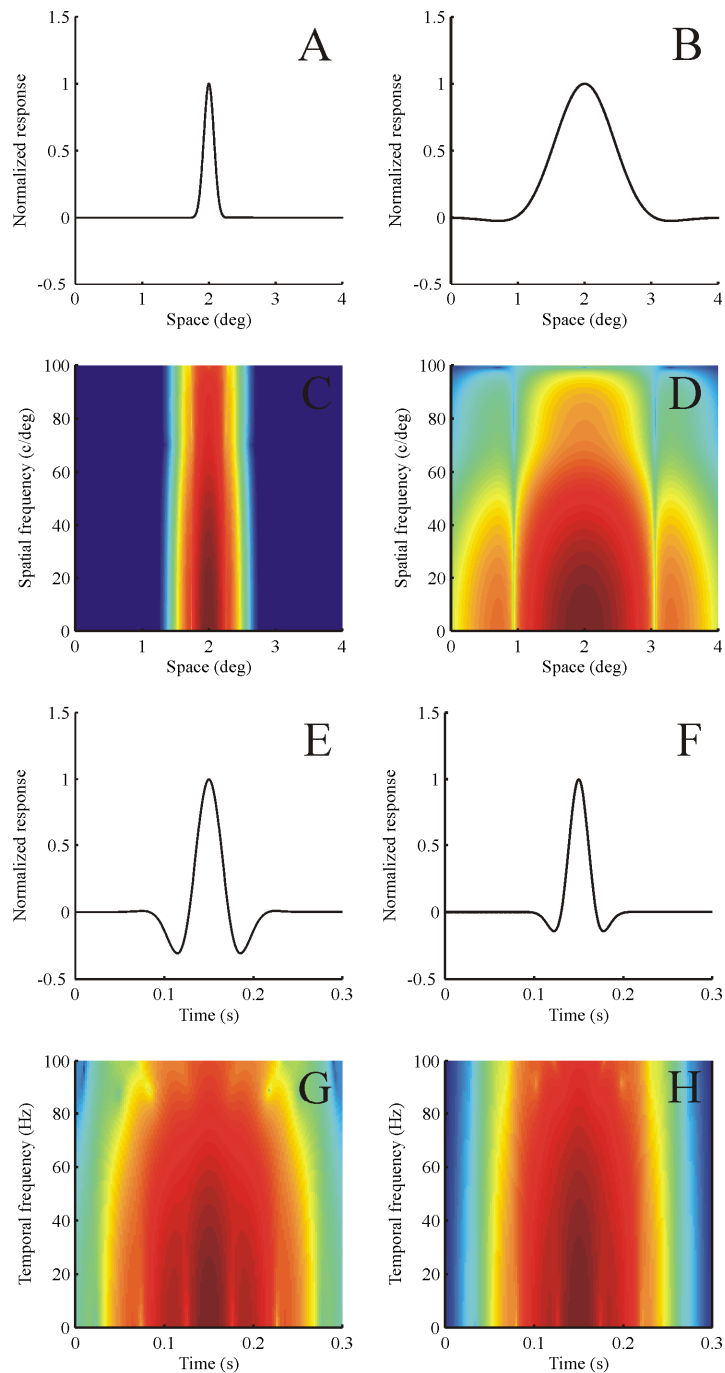 A
1.5
1
0.5
0
-0.5
Normalized response
0 1 2 3 4
Space (deg)
B
1.5
1
0.5
0
-0.5
Normalized response
0 1 2 3 4
Space (deg)
C
100
80
60
40
20
0
Spatial frequency (c/deg)
0 1 2 3 4
Space (deg)
D
100
80
60
40
20
0
Spatial frequency (c/deg)
0 1 2 3 4
Space (deg)
E
1.5
1
0.5
0
-0.5
Normalized response
0 0.1 0.2 0.3
Time (s)
F
1.5
1
0.5
0
-0.5
Normalized response
0 0.1 0.2 0.3
Time (s)
G
100
80
60
40
20
0
Temporal frequency (Hz)
0 0.1 0.2 0.3
Time (s)
H
100
80
60
40
20
0
Temporal frequency (Hz)
0 0.1 0.2 0.3
Time (s)